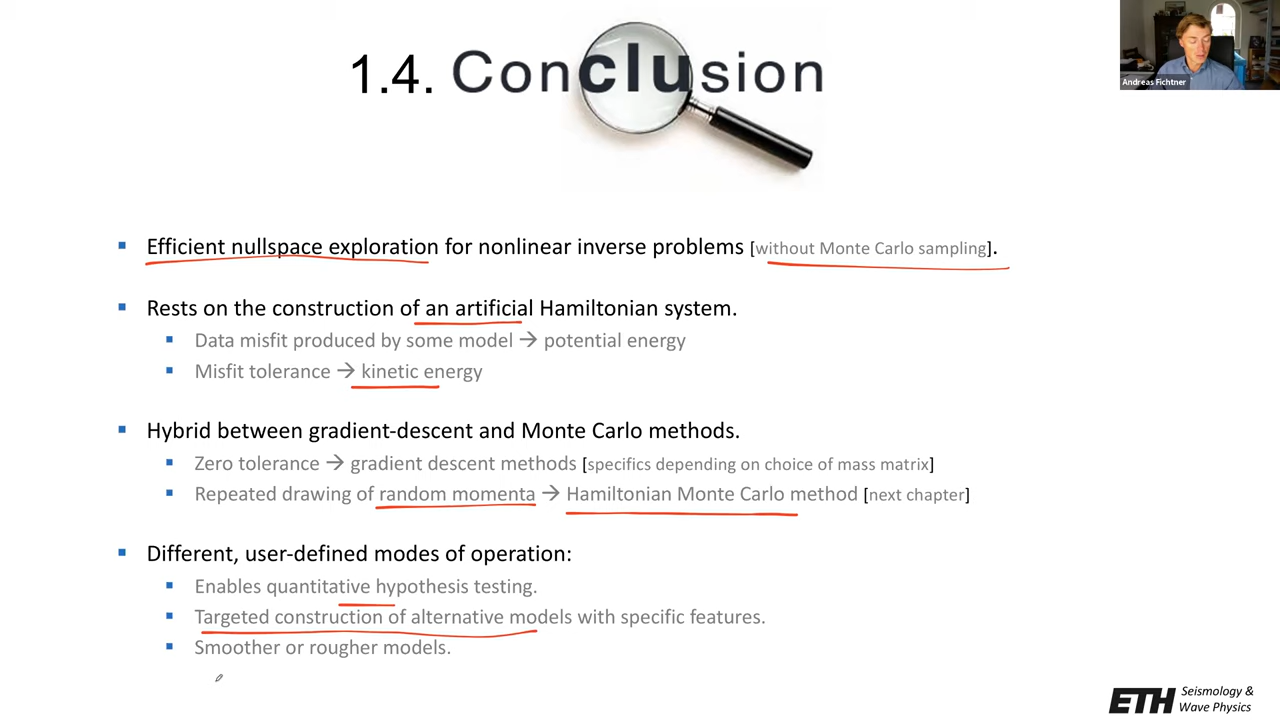 1.4. Conclusion
Andreas Fichtner
▪ Efficient nullspace exploration for nonlinear inverse problems [without Monte Carlo sampling].
▪ Rests on the construction of an artificial Hamiltonian system.
▪ Data misfit produced by some model → potential energy
▪ Misfit tolerance → kinetic energy
▪ Hybrid between gradient-descent and Monte Carlo methods.
▪ Zero tolerance → gradient descent methods [specifics depending on choice of mass matrix]
▪ Repeated drawing of random momenta → Hamiltonian Monte Carlo method [next chapter]
▪ Different, user-defined modes of operation:
▪ Enables quantitative hypothesis testing.
▪ Targeted construction of alternative models with specific features.
▪ Smoother or rougher models.
ETH Seismology &
Wave Physics